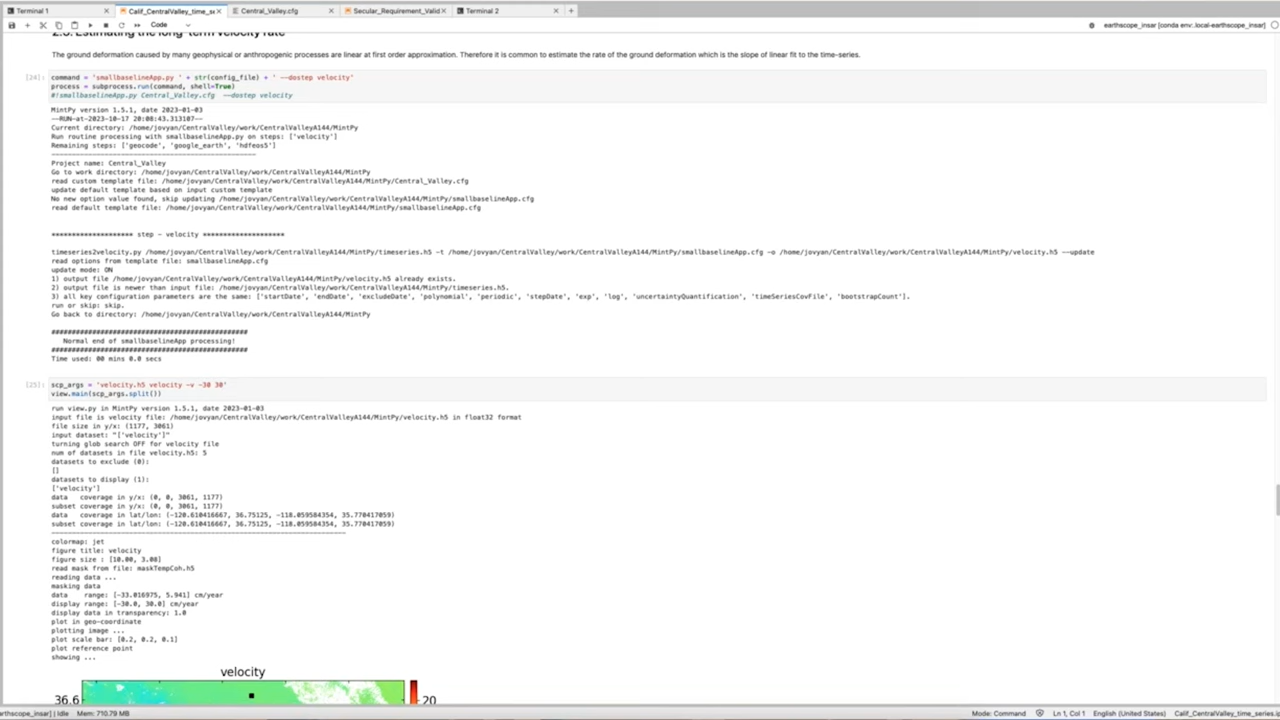 Terminal 1
Calif_CentralValley_time_se
Central_Valley.cfg
Secular_Requirement_Valid
Terminal 2
Code
earthscope_insar [conda env:.local-earthscope_insar]
2.6. Estimating the long-term velocity rate
The ground deformation caused by many geophysical or anthropogenic processes are linear at first order approximation. Therefore it is common to estimate the rate of the ground deformation which is the slope of linear fit to the time-series.
[24]: command = 'smallbaselineApp.py ' + str(config_file) + ' --dostep velocity'
process = subprocess.run(command, shell=True)
#!smallbaselineApp.py Central_Valley.cfg --dostep velocity
MintPy version 1.5.1, date 2023-01-03
--RUN-at-2023-10-17 20:08:43.313107--
Current directory: /home/jovyan/CentralValley/work/CentralValleyA144/MintPy
Run routine processing with smallbaselineApp.py on steps: ['velocity']
Remaining steps: ['geocode', 'google_earth', 'hdfeos5']
--------------------------------------------------
Project name: Central_Valley
Go to work directory: /home/jovyan/CentralValley/work/CentralValleyA144/MintPy
read custom template file: /home/jovyan/CentralValley/work/CentralValleyA144/MintPy/Central_Valley.cfg
update default template based on input custom template
No new option value found, skip updating /home/jovyan/CentralValley/work/CentralValleyA144/MintPy/smallbaselineApp.cfg
read default template file: /home/jovyan/CentralValley/work/CentralValleyA144/MintPy/smallbaselineApp.cfg
******************** step - velocity ********************
timeseries2velocity.py /home/jovyan/CentralValley/work/CentralValleyA144/MintPy/timeseries.h5 -t /home/jovyan/CentralValley/work/CentralValleyA144/MintPy/smallbaselineApp.cfg -o /home/jovyan/CentralValley/work/CentralValleyA144/MintPy/velocity.h5 --update
read options from template file: smallbaselineApp.cfg
update mode: ON
1) output file /home/jovyan/CentralValley/work/CentralValleyA144/MintPy/velocity.h5 already exists.
2) output file is newer than input file: /home/jovyan/CentralValley/work/CentralValleyA144/MintPy/timeseries.h5.
3) all key configuration parameters are the same: ['startDate', 'endDate', 'excludeDate', 'polynomial', 'periodic', 'stepDate', 'exp', 'log', 'uncertaintyQuantification', 'timeSeriesCovFile', 'bootstrapCount'].
run or skip: skip.
Go back to directory: /home/jovyan/CentralValley/work/CentralValleyA144/MintPy
################################################
Normal end of smallbaselineApp processing!
################################################
Time used: 00 mins 0.0 secs
[25]: scp_args = 'velocity.h5 velocity -v -30 30'
view.main(scp_args.split())
run view.py in MintPy version 1.5.1, date 2023-01-03
input file is velocity file: /home/jovyan/CentralValley/work/CentralValleyA144/MintPy/velocity.h5 in float32 format
file size in y/x: (1177, 3061)
input dataset: "['velocity']"
turning glob search OFF for velocity file
num of datasets in file velocity.h5: 5
datasets to exclude (0):
[]
datasets to display (1):
['velocity']
data coverage in y/x: (0, 0, 3061, 1177)
subset coverage in y/x: (0, 0, 3061, 1177)
data coverage in lat/lon: (-120.610416667, 36.75125, -118.059584354, 35.770417059)
subset coverage in lat/lon: (-120.610416667, 36.75125, -118.059584354, 35.770417059)
------------------------------------------------------------------------
colormap: jet
figure title: velocity
figure size : [10.00, 3.08]
read mask from file: maskTempCoh.h5
reading data ...
masking data
data range: [-33.016975, 5.941] cm/year
display range: [-30.0, 30.0] cm/year
display data in transparency: 1.0
plot in geo-coordinate
plotting image ...
plot scale bar: [0.2, 0.2, 0.1]
plot reference point
showing ...
velocity
36.6
20
earthscope_insar] | Idle Mem: 710.79 MB
Mode: Command Ln 1, Col 1 English (United States) Calif_CentralValley_time_series.ip